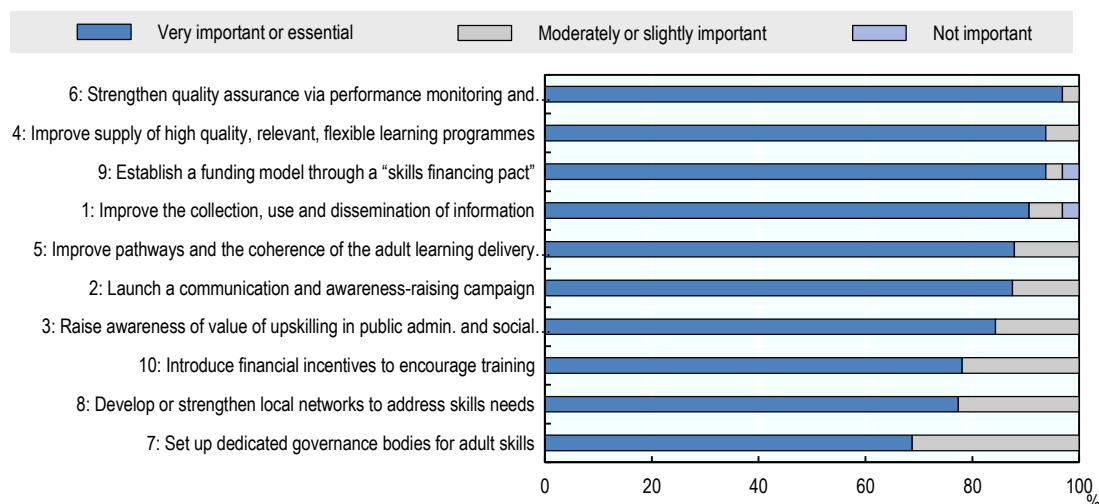 Very important or essential Moderately or slightly important Not important
6: Strengthen quality assurance via performance monitoring and…
4: Improve supply of high quality, relevant, flexible learning programmes
9: Establish a funding model through a “skills financing pact”
1: Improve the collection, use and dissemination of information
5: Improve pathways and the coherence of the adult learning delivery…
2: Launch a communication and awareness-raising campaign
3: Raise awareness of value of upskilling in public admin. and social…
10: Introduce financial incentives to encourage training
8: Develop or strengthen local networks to address skills needs
7: Set up dedicated governance bodies for adult skills
0 20 40 60 80 100
%